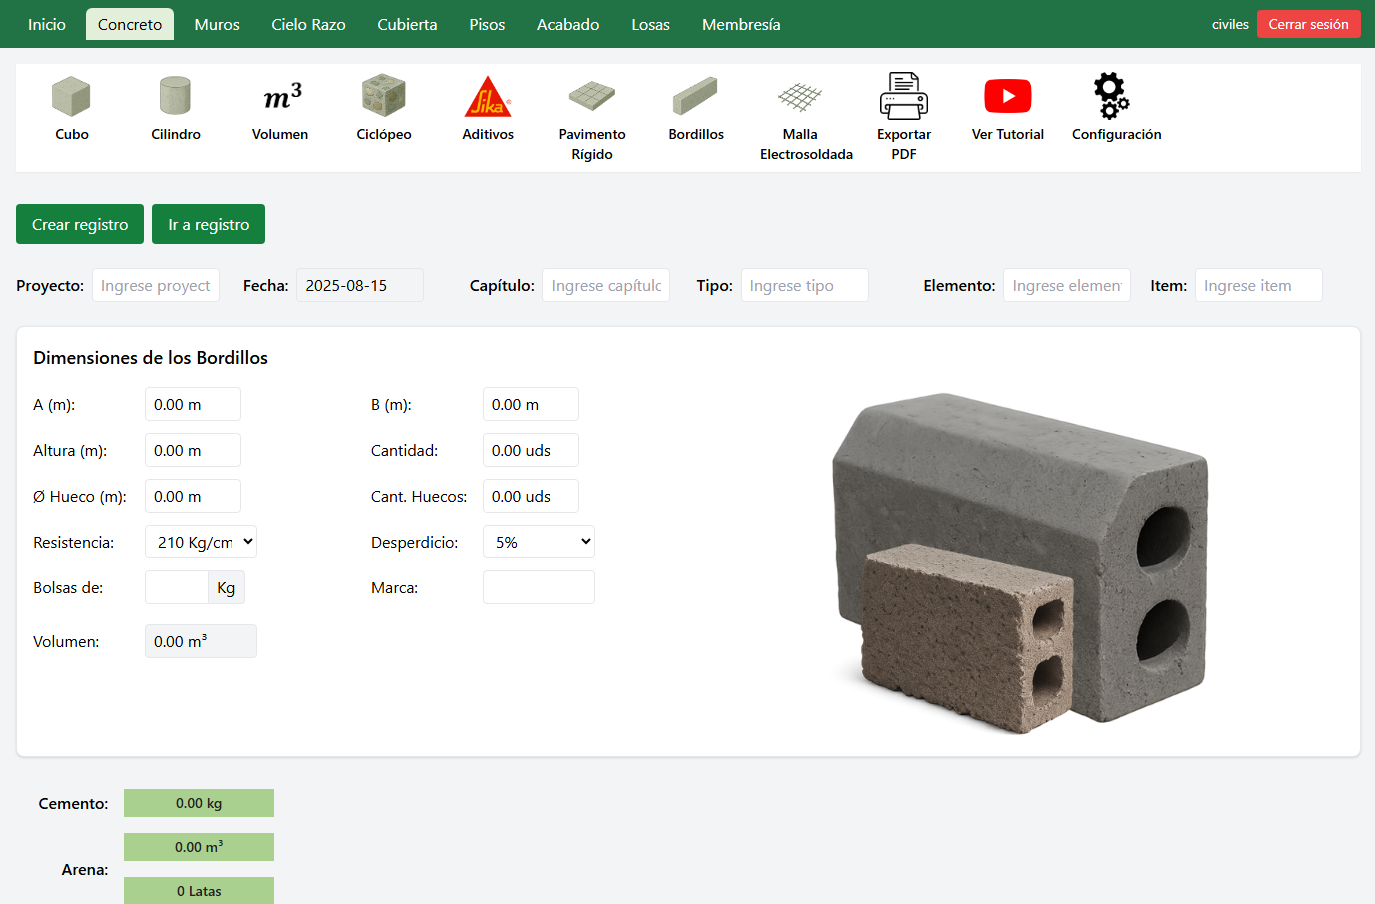 Inicio Concreto Muros Cielo Razo Cubierta Pisos Acabado Losas Membresía civiles Cerrar sesión
m³ Sika
Cubo Cilindro Volumen Ciclópeo Aditivos Pavimento Rígido Bordillos Malla Electrosoldada Exportar PDF Ver Tutorial Configuración
Crear registro Ir a registro
Proyecto: Ingrese proyect Fecha: 2025-08-15 Capítulo: Ingrese capítulo Tipo: Ingrese tipo Elemento: Ingrese elemen Item: Ingrese item
Dimensiones de los Bordillos
A (m): 0.00 m B (m): 0.00 m
Altura (m): 0.00 m Cantidad: 0.00 uds
Ø Hueco (m): 0.00 m Cant. Huecos: 0.00 uds
Resistencia: 210 Kg/cm Desperdicio: 5%
Bolsas de: Kg Marca:
Volumen: 0.00 m³
Cemento: 0.00 kg
0.00 m³
Arena:
0 Latas